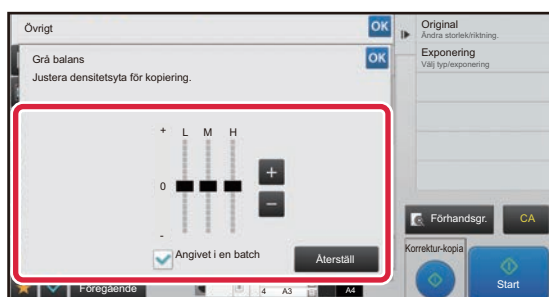 Övrigt
OK
Grå balans
OK
Justera densitetsyta för kopiering.
+ L M H
+
0
−
-
Angivet i en batch
Återställ
Föregående
4 A3
A4
Original
Ändra storlek/riktning.
Exponering
Välj typ/exponering
Förhandsgr.
CA
Korrektur-kopia
Start